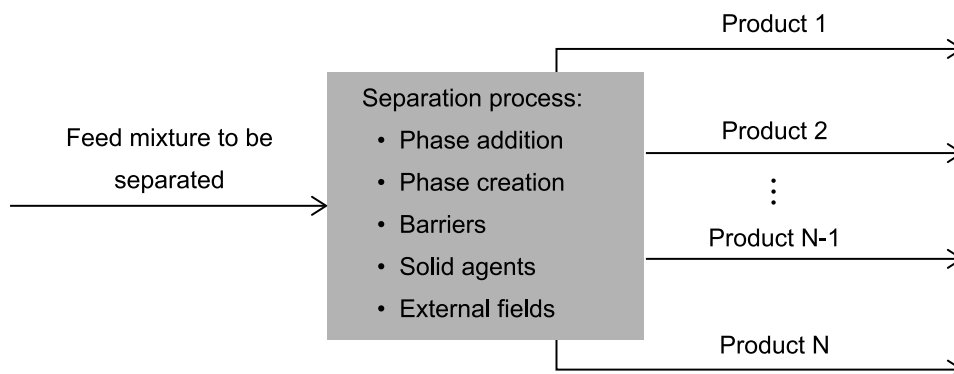 Product 1
Separation process:
Feed mixture to be
separated
• Phase addition
• Phase creation
• Barriers
• Solid agents
• External fields
Product 2
⋮
Product N-1
Product N